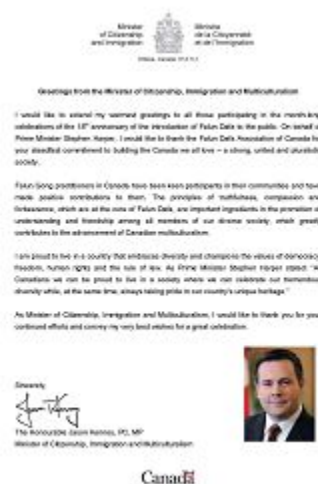 Minister
of Citizenship
and Immigration
Ministre
de la Citoyenneté
et de l'Immigration
Greetings from the Minister of Citizenship, Immigration and Multiculturalism
I would like to extend my warmest greetings to all those participating in the month-long
celebrations of the anniversary of the introduction of Falun Dafa to the public. On behalf of
Prime Minister Stephen Harper, I would like to thank the Falun Dafa Association of Canada for
your steadfast commitment to building the Canada we all love – a strong, united and pluralistic
society.
Falun Gong practitioners in Canada have been keen participants in their communities and have
made positive contributions to them. The principles of truthfulness, compassion and
forbearance, which are at the core of Falun Dafa, are important ingredients in the promotion of
understanding and friendship among all members of our diverse society, which greatly
contributes to the advancement of Canadian multiculturalism.
I am proud to live in a country that embraces diversity and champions the values of democracy,
freedom, human rights and the rule of law. As Prime Minister Stephen Harper stated: "As
Canadians we can be proud to live in a society where we can celebrate our tremendous
diversity while, at the same time, always taking pride in our country's unique heritage."
As Minister of Citizenship, Immigration and Multiculturalism, I would like to thank you for your
continued efforts and convey my very best wishes for a great celebration.
Sincerely,
The Honourable Jason Kenney, PC, MP
Minister of Citizenship, Immigration and Multiculturalism
Canada